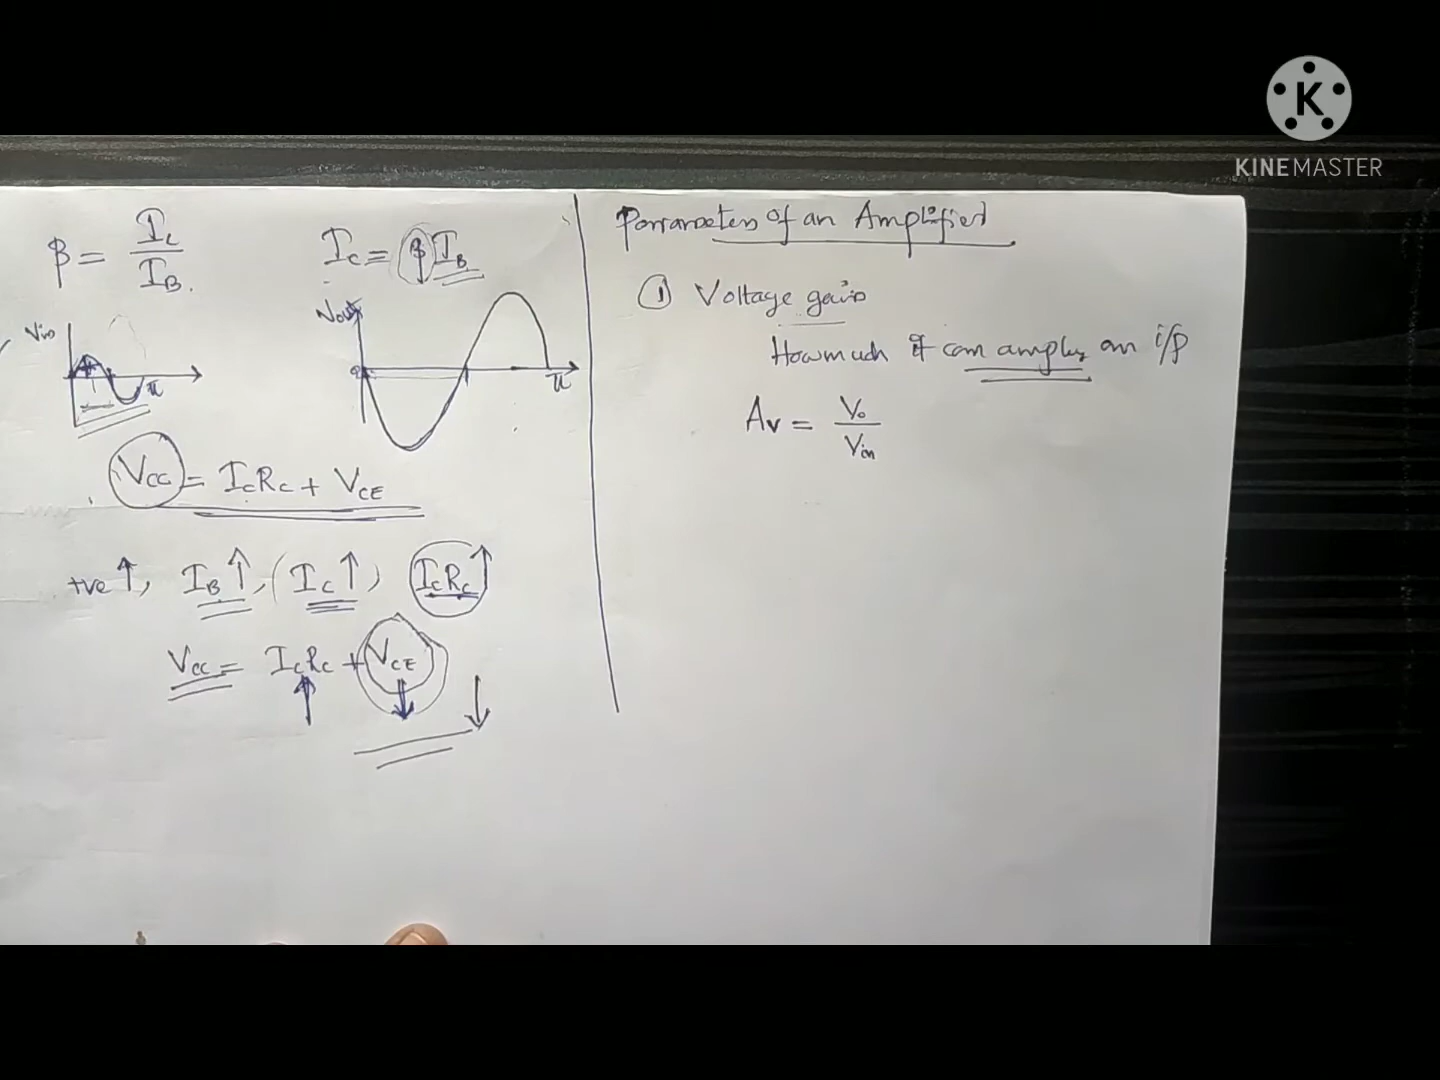 β = I_C / I_B
I_C = β I_B
Vin
π
Vout
π
V_CC = I_C R_C + V_CE
+ve ↑, I_B ↑, (I_C ↑) I_C R_C ↑
V_CC = I_C R_C + V_CE
↑ ↓ ↓
Parameters of an Amplified
① Voltage gain
How much it can amplify an i/p
A_V = V_o / V_in
K
KINEMASTER